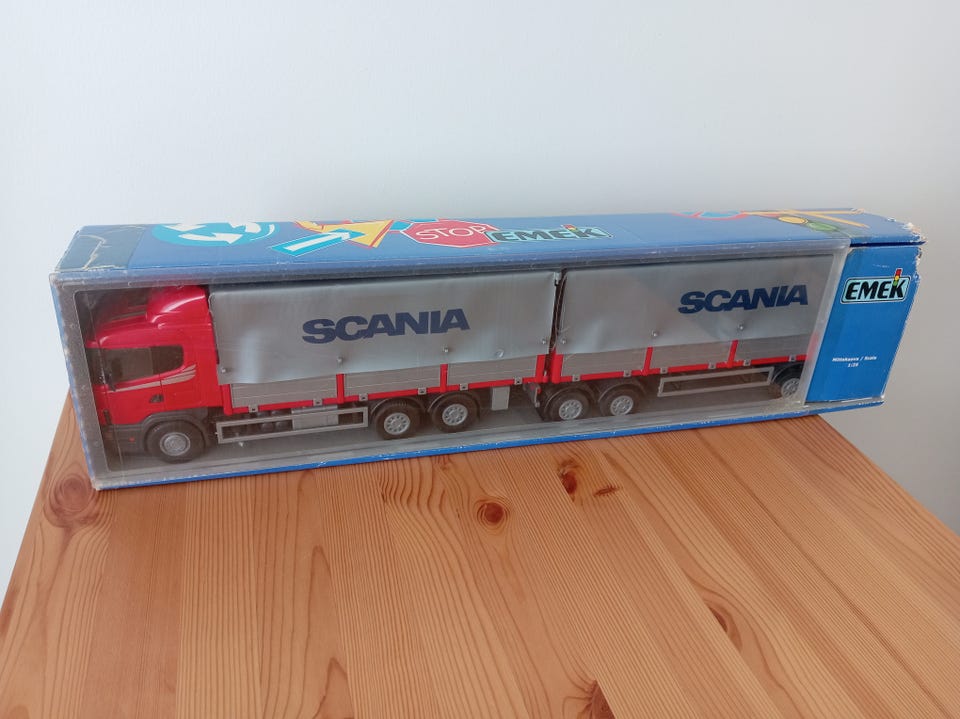 STOP
EMEK
SCANIA
SCANIA
EMEK
Mittakaava / Scale
1:25